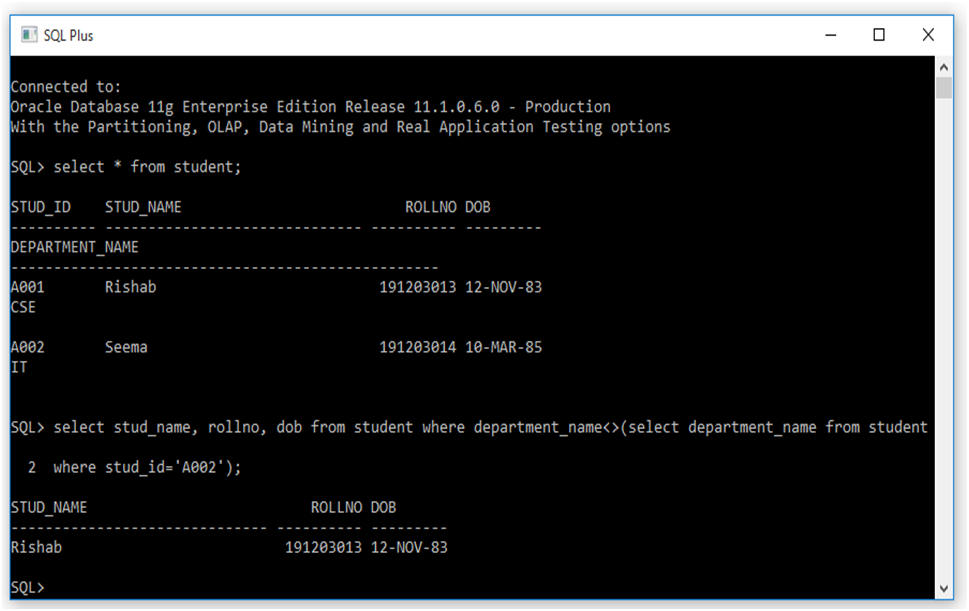 SQL Plus
Connected to:
Oracle Database 11g Enterprise Edition Release 11.1.0.6.0 - Production
With the Partitioning, OLAP, Data Mining and Real Application Testing options
SQL> select * from student;
STUD_ID    STUD_NAME                          ROLLNO DOB
---------- ------------------------------ ---------- ---------
DEPARTMENT_NAME
--------------------------------------------------
A001       Rishab                          191203013 12-NOV-83
CSE
A002       Seema                           191203014 10-MAR-85
IT
SQL> select stud_name, rollno, dob from student where department_name<>(select department_name from student
  2  where stud_id='A002');
STUD_NAME                          ROLLNO DOB
------------------------------ ---------- ---------
Rishab                          191203013 12-NOV-83
SQL>